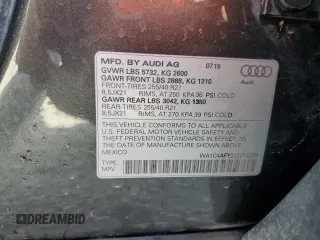 MFD. BY AUDI AG 07/18
GVWR LBS 5732, KG 2600
GAWR FRONT LBS 2888, KG 1310
FRONT-TIRES 255/40 R21
8,5JX21 RIMS, AT 250 KPA 36 PSI COLD
GAWR REAR LBS 3042, KG 1380
REAR-TIRES 255/40 R21
8,5JX21 RIMS, AT 270 KPA 39 PSI COLD
THIS VEHICLE CONFORMS TO ALL APPLICABLE
U.S. FEDERAL MOTOR VEHICLE SAFETY, BUMPER, AND
THEFT PREVENTION STANDARDS IN EFFECT ON THE
DATE OF MANUFACTURE SHOWN ABOVE.
MEXICO
TYPE:
MPV
AUTOBIDMASTER